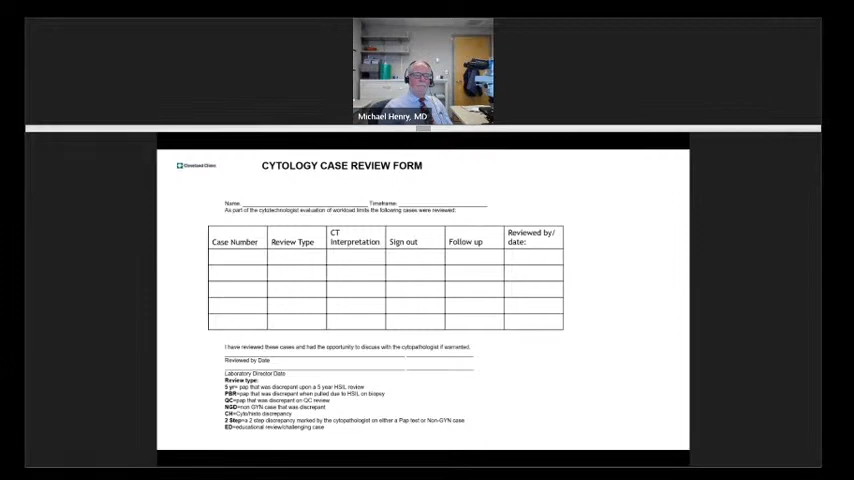 Michael Henry, MD
Cleveland Clinic
CYTOLOGY CASE REVIEW FORM
Name. Timeframe:
As part of the cytotechnologist evaluation of workload limits the following cases were reviewed:
Case Number Review Type CT Interpretation Sign out Follow up Reviewed by/ date:
I have reviewed these cases and had the opportunity to discuss with the cytopathologist if warranted.
Reviewed by Date
Laboratory Director Date
Review type:
5 yr= pap that was discrepant upon a 5 year HSIL review
PBR=pap that was discrepant when pulled due to HSIL on biopsy
QC=pap that was discrepant on QC review
NGD=non GYN case that was discrepant
CH=Cyto/histo discrepancy
2 Step=a 2 step discrepancy marked by the cytopathologist on either a Pap test or Non-GYN case
ED=educational review/challenging case